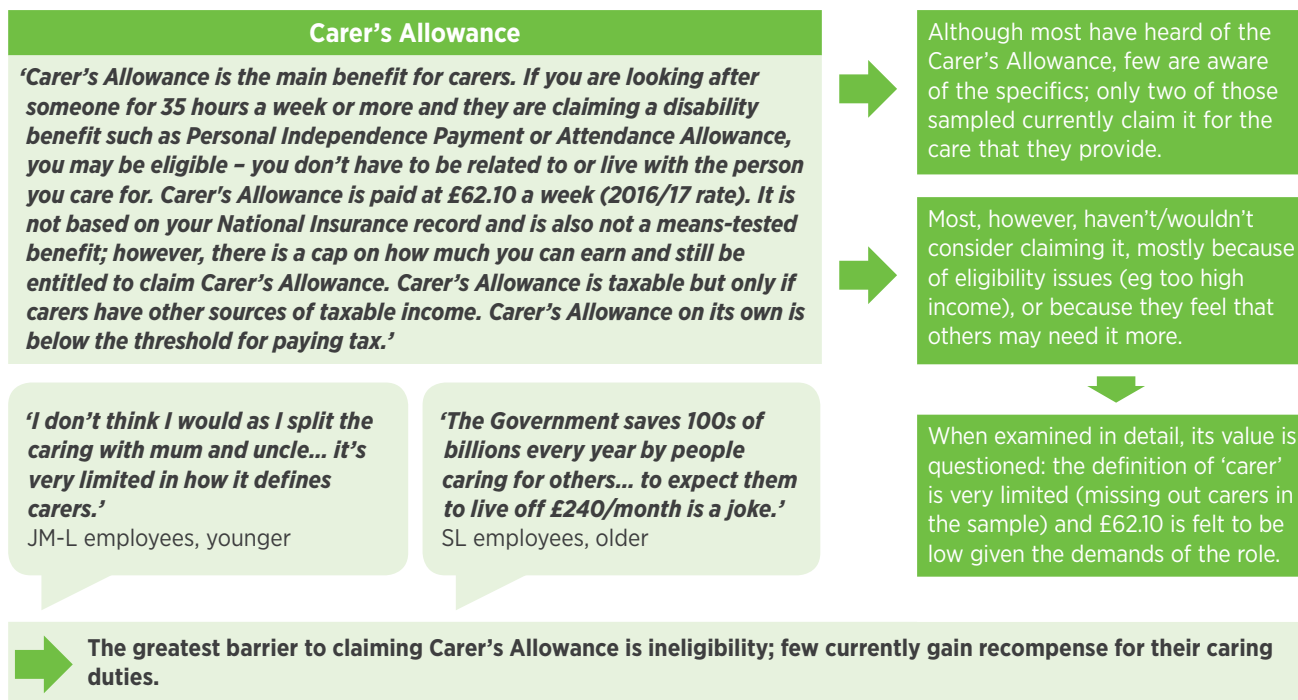 Carer’s Allowance
‘Carer’s Allowance is the main benefit for carers. If you are looking after
someone for 35 hours a week or more and they are claiming a disability
benefit such as Personal Independence Payment or Attendance Allowance,
you may be eligible – you don’t have to be related to or live with the person
you care for. Carer's Allowance is paid at £62.10 a week (2016/17 rate). It is
not based on your National Insurance record and is also not a means-tested
benefit; however, there is a cap on how much you can earn and still be
entitled to claim Carer’s Allowance. Carer’s Allowance is taxable but only if
carers have other sources of taxable income. Carer’s Allowance on its own is
below the threshold for paying tax.’
Although most have heard of the
Carer’s Allowance, few are aware
of the specifics; only two of those
sampled currently claim it for the
care that they provide.
Most, however, haven’t/wouldn’t
consider claiming it, mostly because
of eligibility issues (eg too high
income), or because they feel that
others may need it more.
When examined in detail, its value is
questioned: the definition of ‘carer’
is very limited (missing out carers in
the sample) and £62.10 is felt to be
low given the demands of the role.
‘I don’t think I would as I split the
caring with mum and uncle... it’s
very limited in how it defines
carers.’
JM-L employees, younger
‘The Government saves 100s of
billions every year by people
caring for others... to expect them
to live off £240/month is a joke.’
SL employees, older
The greatest barrier to claiming Carer’s Allowance is ineligibility; few currently gain recompense for their caring
duties.